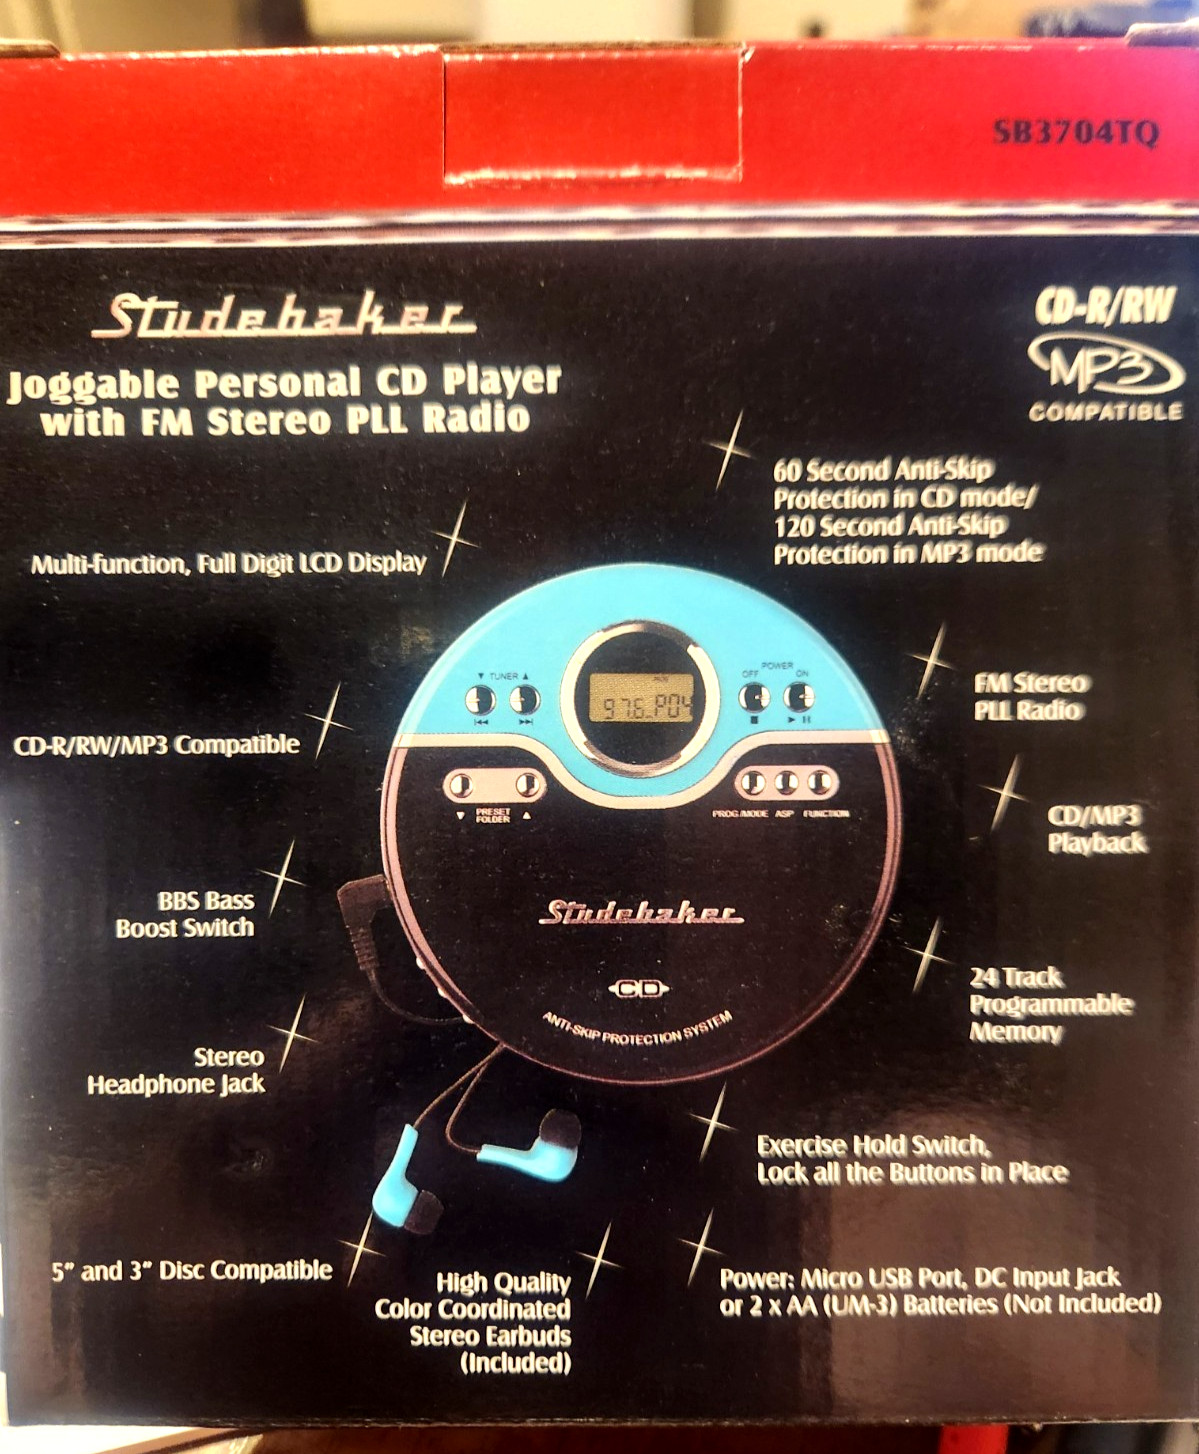 SB3704TQ
Studebaker
Joggable Personal CD Player
with FM Stereo PLL Radio
CD-R/RW
MP3
COMPATIBLE
60 Second Anti-Skip
Protection in CD mode/
120 Second Anti-Skip
Protection in MP3 mode
Multi-function, Full Digit LCD Display
FM Stereo
PLL Radio
CD-R/RW/MP3 Compatible
CD/MP3
Playback
BBS Bass
Boost Switch
24 Track
Programmable
Memory
Stereo
Headphone Jack
Exercise Hold Switch,
Lock all the Buttons in Place
5” and 3” Disc Compatible
High Quality
Color Coordinated
Stereo Earbuds
(Included)
Power: Micro USB Port, DC Input Jack
or 2 x AA (UM-3) Batteries (Not Included)
▼ TUNER ▲
POWER
OFF ON
97.6 P04
PRESET
▼ FOLDER ▲
PROG/MODE ASP FUNCTION
Studebaker
CD
ANTI-SKIP PROTECTION SYSTEM